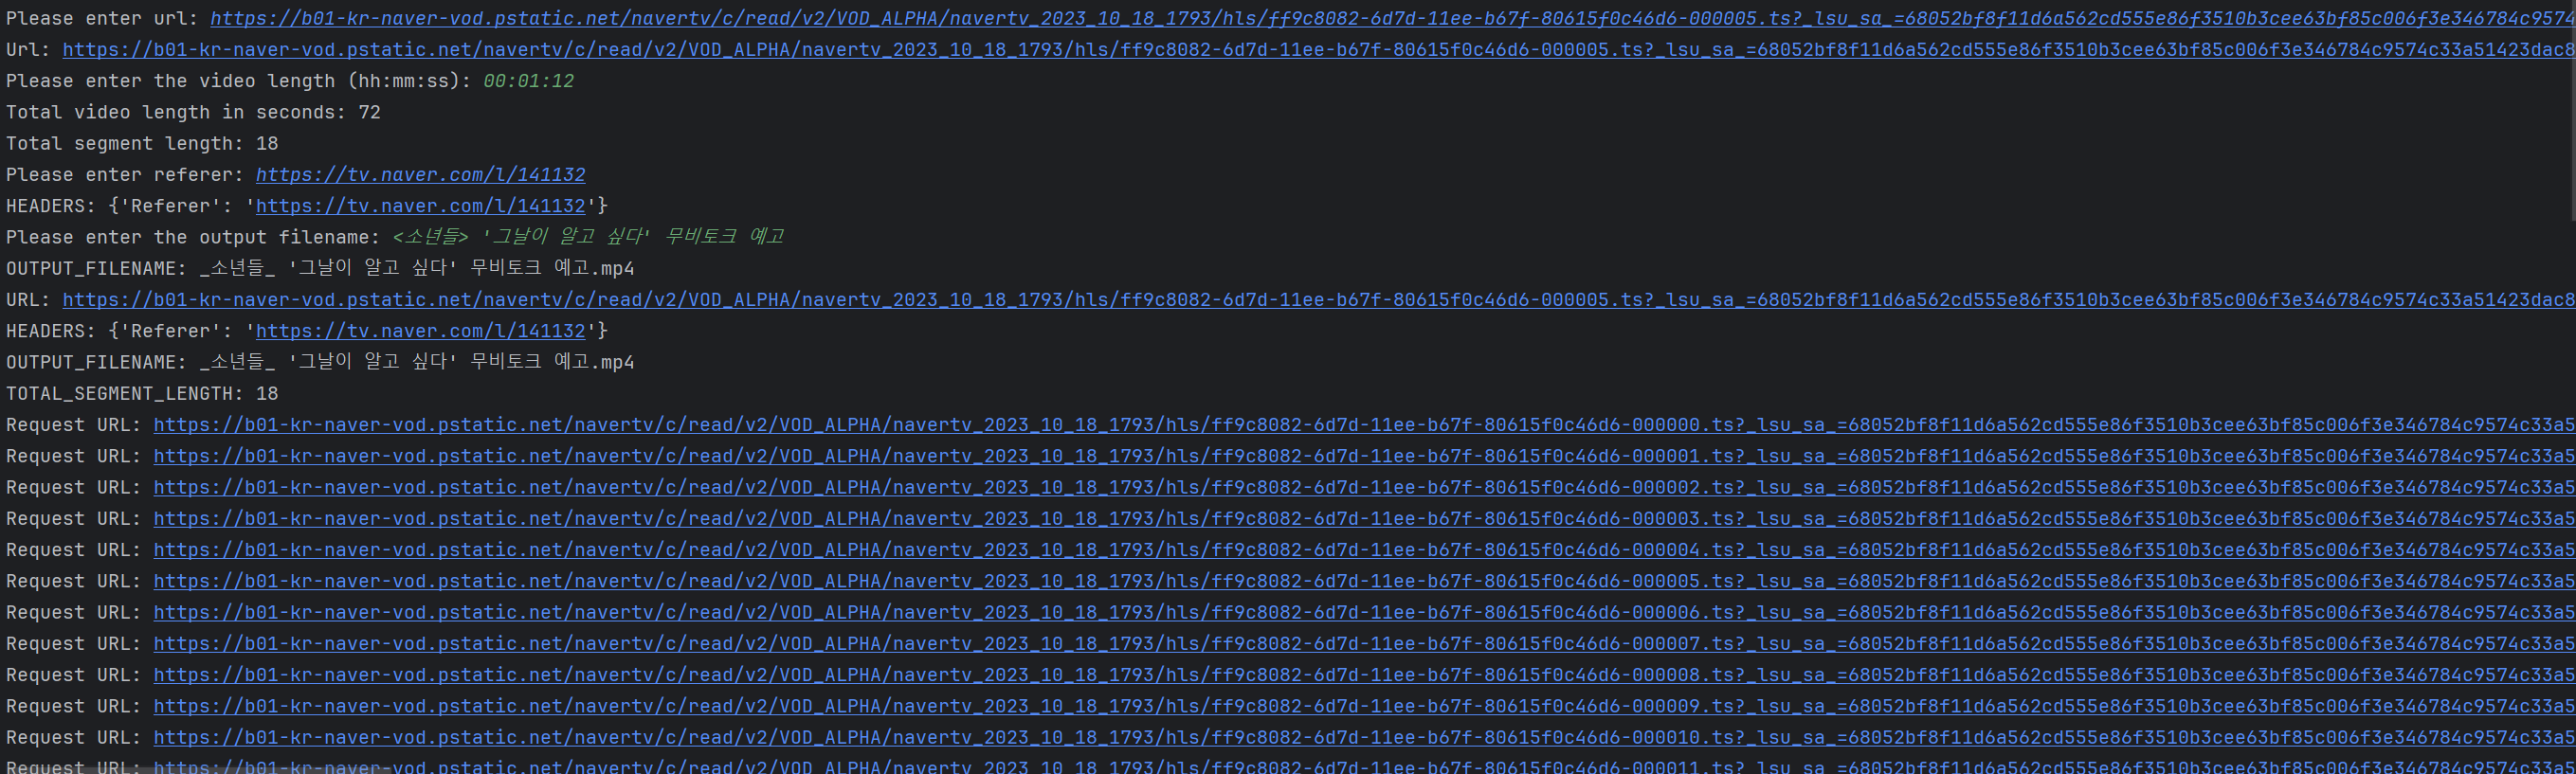 Please enter url: https://b01-kr-naver-vod.pstatic.net/navertv/c/read/v2/VOD_ALPHA/navertv_2023_10_18_1793/hls/ff9c8082-6d7d-11ee-b67f-80615f0c46d6-000005.ts?_lsu_sa_=68052bf8f11d6a562cd555e86f3510b3cee63bf85c006f3e346784c9574
Url: https://b01-kr-naver-vod.pstatic.net/navertv/c/read/v2/VOD_ALPHA/navertv_2023_10_18_1793/hls/ff9c8082-6d7d-11ee-b67f-80615f0c46d6-000005.ts?_lsu_sa_=68052bf8f11d6a562cd555e86f3510b3cee63bf85c006f3e346784c9574c33a51423dac8
Please enter the video length (hh:mm:ss): 00:01:12
Total video length in seconds: 72
Total segment length: 18
Please enter referer: https://tv.naver.com/l/141132
HEADERS: {'Referer': 'https://tv.naver.com/l/141132'}
Please enter the output filename: <소년들> '그날이 알고 싶다' 무비토크 예고
OUTPUT_FILENAME: _소년들_ '그날이 알고 싶다' 무비토크 예고.mp4
URL: https://b01-kr-naver-vod.pstatic.net/navertv/c/read/v2/VOD_ALPHA/navertv_2023_10_18_1793/hls/ff9c8082-6d7d-11ee-b67f-80615f0c46d6-000005.ts?_lsu_sa_=68052bf8f11d6a562cd555e86f3510b3cee63bf85c006f3e346784c9574c33a51423dac8
HEADERS: {'Referer': 'https://tv.naver.com/l/141132'}
OUTPUT_FILENAME: _소년들_ '그날이 알고 싶다' 무비토크 예고.mp4
TOTAL_SEGMENT_LENGTH: 18
Request URL: https://b01-kr-naver-vod.pstatic.net/navertv/c/read/v2/VOD_ALPHA/navertv_2023_10_18_1793/hls/ff9c8082-6d7d-11ee-b67f-80615f0c46d6-000000.ts?_lsu_sa_=68052bf8f11d6a562cd555e86f3510b3cee63bf85c006f3e346784c9574c33a5
Request URL: https://b01-kr-naver-vod.pstatic.net/navertv/c/read/v2/VOD_ALPHA/navertv_2023_10_18_1793/hls/ff9c8082-6d7d-11ee-b67f-80615f0c46d6-000001.ts?_lsu_sa_=68052bf8f11d6a562cd555e86f3510b3cee63bf85c006f3e346784c9574c33a5
Request URL: https://b01-kr-naver-vod.pstatic.net/navertv/c/read/v2/VOD_ALPHA/navertv_2023_10_18_1793/hls/ff9c8082-6d7d-11ee-b67f-80615f0c46d6-000002.ts?_lsu_sa_=68052bf8f11d6a562cd555e86f3510b3cee63bf85c006f3e346784c9574c33a5
Request URL: https://b01-kr-naver-vod.pstatic.net/navertv/c/read/v2/VOD_ALPHA/navertv_2023_10_18_1793/hls/ff9c8082-6d7d-11ee-b67f-80615f0c46d6-000003.ts?_lsu_sa_=68052bf8f11d6a562cd555e86f3510b3cee63bf85c006f3e346784c9574c33a5
Request URL: https://b01-kr-naver-vod.pstatic.net/navertv/c/read/v2/VOD_ALPHA/navertv_2023_10_18_1793/hls/ff9c8082-6d7d-11ee-b67f-80615f0c46d6-000004.ts?_lsu_sa_=68052bf8f11d6a562cd555e86f3510b3cee63bf85c006f3e346784c9574c33a5
Request URL: https://b01-kr-naver-vod.pstatic.net/navertv/c/read/v2/VOD_ALPHA/navertv_2023_10_18_1793/hls/ff9c8082-6d7d-11ee-b67f-80615f0c46d6-000005.ts?_lsu_sa_=68052bf8f11d6a562cd555e86f3510b3cee63bf85c006f3e346784c9574c33a5
Request URL: https://b01-kr-naver-vod.pstatic.net/navertv/c/read/v2/VOD_ALPHA/navertv_2023_10_18_1793/hls/ff9c8082-6d7d-11ee-b67f-80615f0c46d6-000006.ts?_lsu_sa_=68052bf8f11d6a562cd555e86f3510b3cee63bf85c006f3e346784c9574c33a5
Request URL: https://b01-kr-naver-vod.pstatic.net/navertv/c/read/v2/VOD_ALPHA/navertv_2023_10_18_1793/hls/ff9c8082-6d7d-11ee-b67f-80615f0c46d6-000007.ts?_lsu_sa_=68052bf8f11d6a562cd555e86f3510b3cee63bf85c006f3e346784c9574c33a5
Request URL: https://b01-kr-naver-vod.pstatic.net/navertv/c/read/v2/VOD_ALPHA/navertv_2023_10_18_1793/hls/ff9c8082-6d7d-11ee-b67f-80615f0c46d6-000008.ts?_lsu_sa_=68052bf8f11d6a562cd555e86f3510b3cee63bf85c006f3e346784c9574c33a5
Request URL: https://b01-kr-naver-vod.pstatic.net/navertv/c/read/v2/VOD_ALPHA/navertv_2023_10_18_1793/hls/ff9c8082-6d7d-11ee-b67f-80615f0c46d6-000009.ts?_lsu_sa_=68052bf8f11d6a562cd555e86f3510b3cee63bf85c006f3e346784c9574c33a5
Request URL: https://b01-kr-naver-vod.pstatic.net/navertv/c/read/v2/VOD_ALPHA/navertv_2023_10_18_1793/hls/ff9c8082-6d7d-11ee-b67f-80615f0c46d6-000010.ts?_lsu_sa_=68052bf8f11d6a562cd555e86f3510b3cee63bf85c006f3e346784c9574c33a5
Request URL: https://b01-kr-naver-vod.pstatic.net/navertv/c/read/v2/VOD_ALPHA/navertv_2023_10_18_1793/hls/ff9c8082-6d7d-11ee-b67f-80615f0c46d6-000011.ts?_lsu_sa_=68052bf8f11d6a562cd555e86f3510b3cee63bf85c006f3e346784c9574c33a5